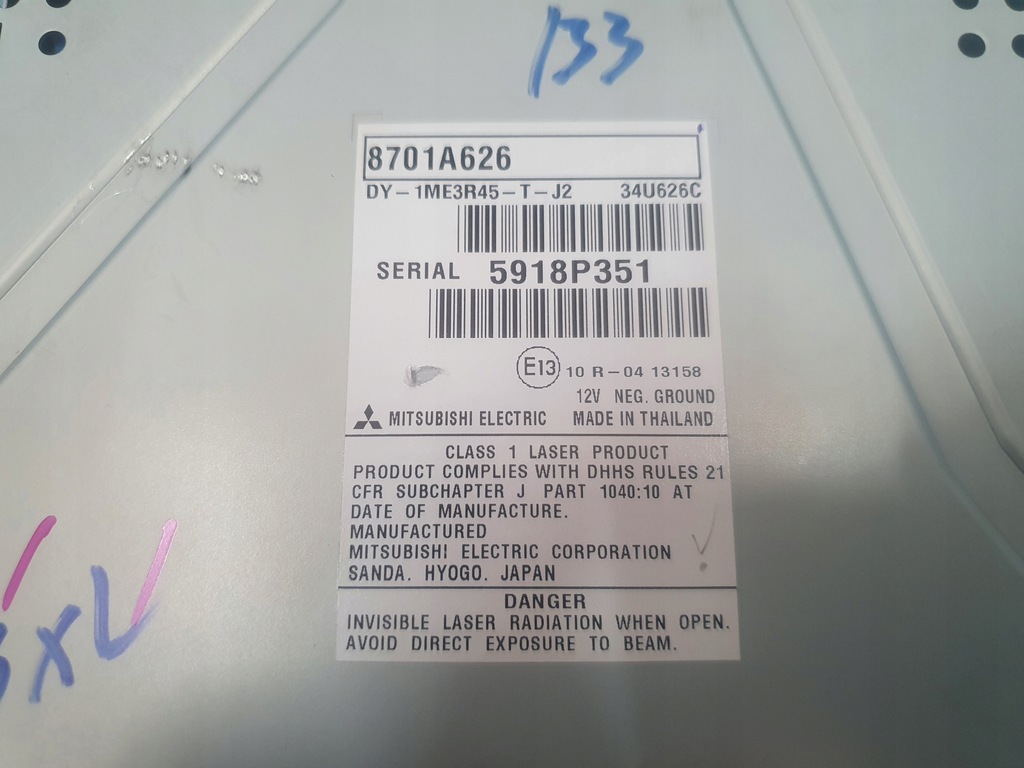 133
8701A626
DY-1ME3R45-T-J2 34U626C
SERIAL 5918P351
E13 10 R-04 13158
12V NEG. GROUND
MITSUBISHI ELECTRIC MADE IN THAILAND
CLASS 1 LASER PRODUCT
PRODUCT COMPLIES WITH DHHS RULES 21
CFR SUBCHAPTER J PART 1040:10 AT
DATE OF MANUFACTURE.
MANUFACTURED
MITSUBISHI ELECTRIC CORPORATION
SANDA. HYOGO. JAPAN
DANGER
INVISIBLE LASER RADIATION WHEN OPEN.
AVOID DIRECT EXPOSURE TO BEAM.